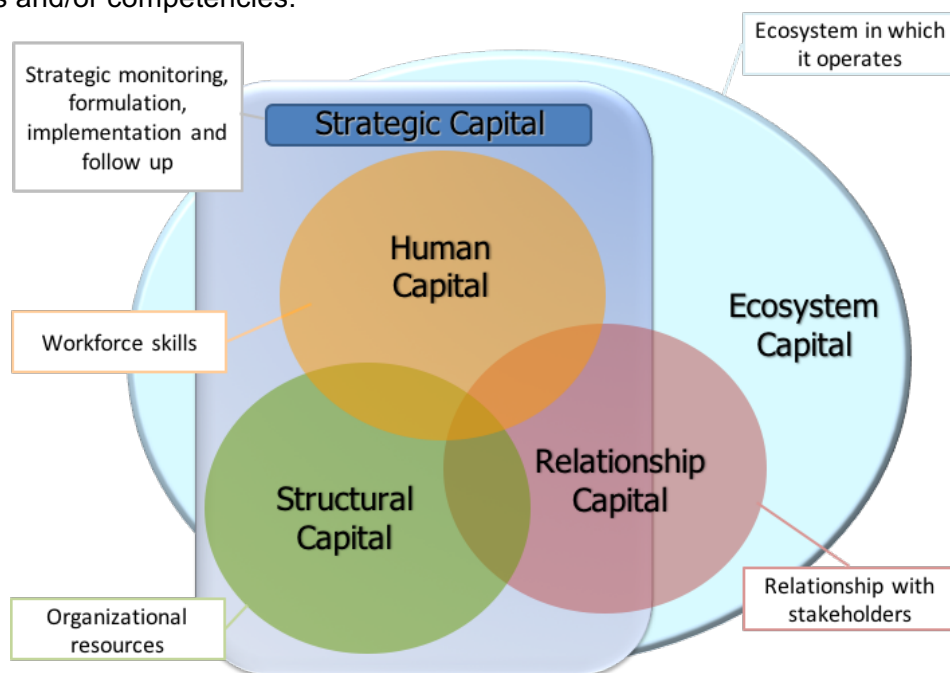 s and/or competencies.
Ecosystem in which
it operates
Strategic monitoring,
formulation,
implementation and
follow up
Strategic Capital
Human
Capital
Ecosystem
Capital
Workforce skills
Relationship
Capital
Structural
Capital
Relationship with
stakeholders
Organizational
resources